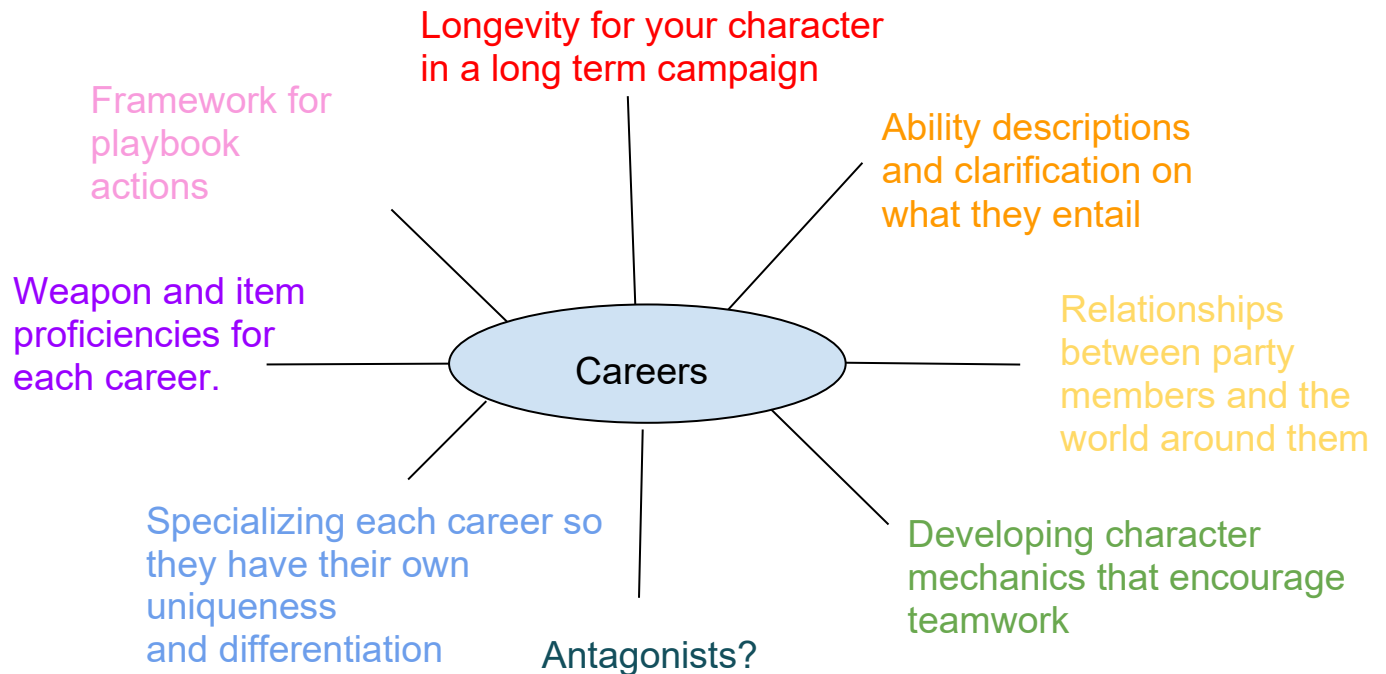 Longevity for your character
in a long term campaign
Framework for
playbook
actions
Ability descriptions
and clarification on
what they entail
Weapon and item
proficiencies for
each career.
Careers
Relationships
between party
members and the
world around them
Specializing each career so
they have their own
uniqueness
and differentiation
Developing character
mechanics that encourage
teamwork
Antagonists?